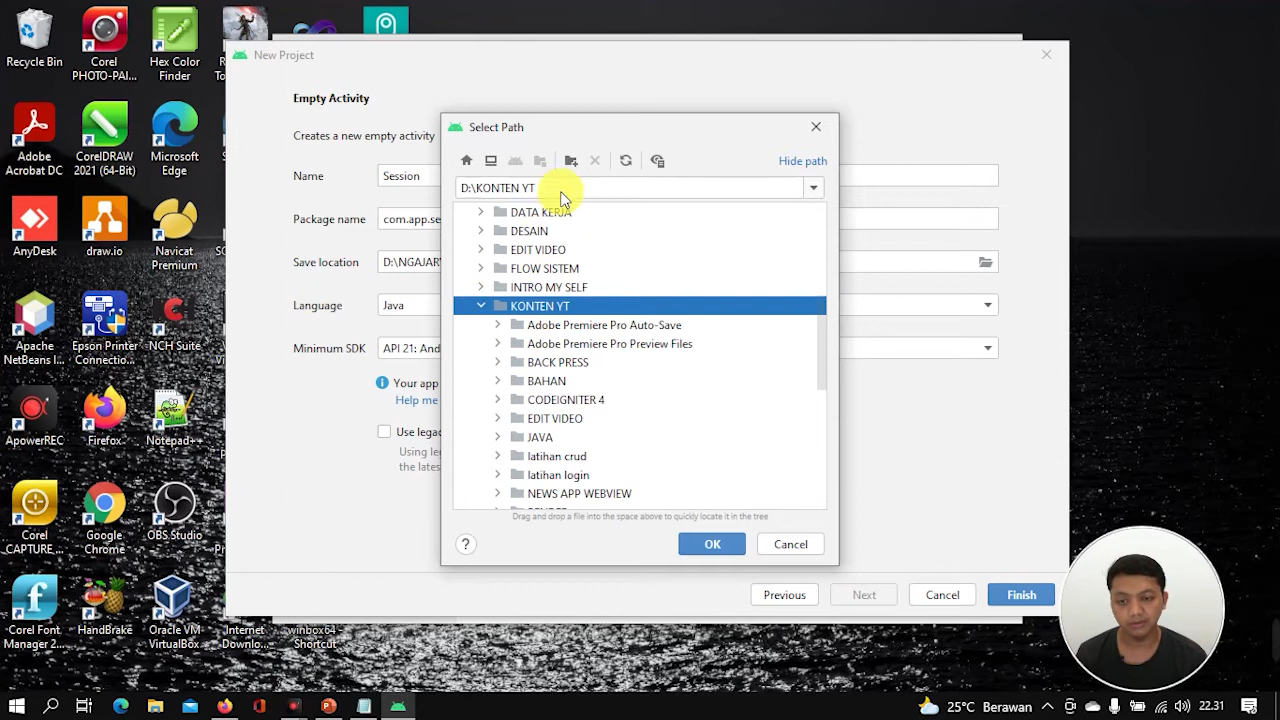 Recycle Bin
Corel PHOTO-PAI...
Hex Color Finder
New Project
Empty Activity
Creates a new empty activity
Name
Session
Package name
com.app.se
Save location
D:\NGAJAR
Language
Java
Minimum SDK
API 21: And
Your app
Help me
Use legac
Using le
the latest
Select Path
Hide path
D:\KONTEN YT
DATA KERJA
DESAIN
EDIT VIDEO
FLOW SISTEM
INTRO MY SELF
KONTEN YT
Adobe Premiere Pro Auto-Save
Adobe Premiere Pro Preview Files
BACK PRESS
BAHAN
CODEIGNITER 4
EDIT VIDEO
JAVA
latihan crud
latihan login
NEWS APP WEBVIEW
Drag and drop a file into the space above to quickly locate it in the tree
?
OK
Cancel
Previous
Next
Cancel
Finish
Adobe Acrobat DC
CorelDRAW 2021 (64-Bit)
Microsoft Edge
AnyDesk
draw.io
Navicat Premium
Apache NetBeans I...
Epson Printer Connectio...
NCH Suite
ApowerREC
Firefox
Notepad++
Corel CAPTURE ...
Google Chrome
OBS Studio
Corel Font Manager 2...
HandBrake
Oracle VM VirtualBox
Internet Downlo...
winbox64 - Shortcut
25°C Berawan
22.31